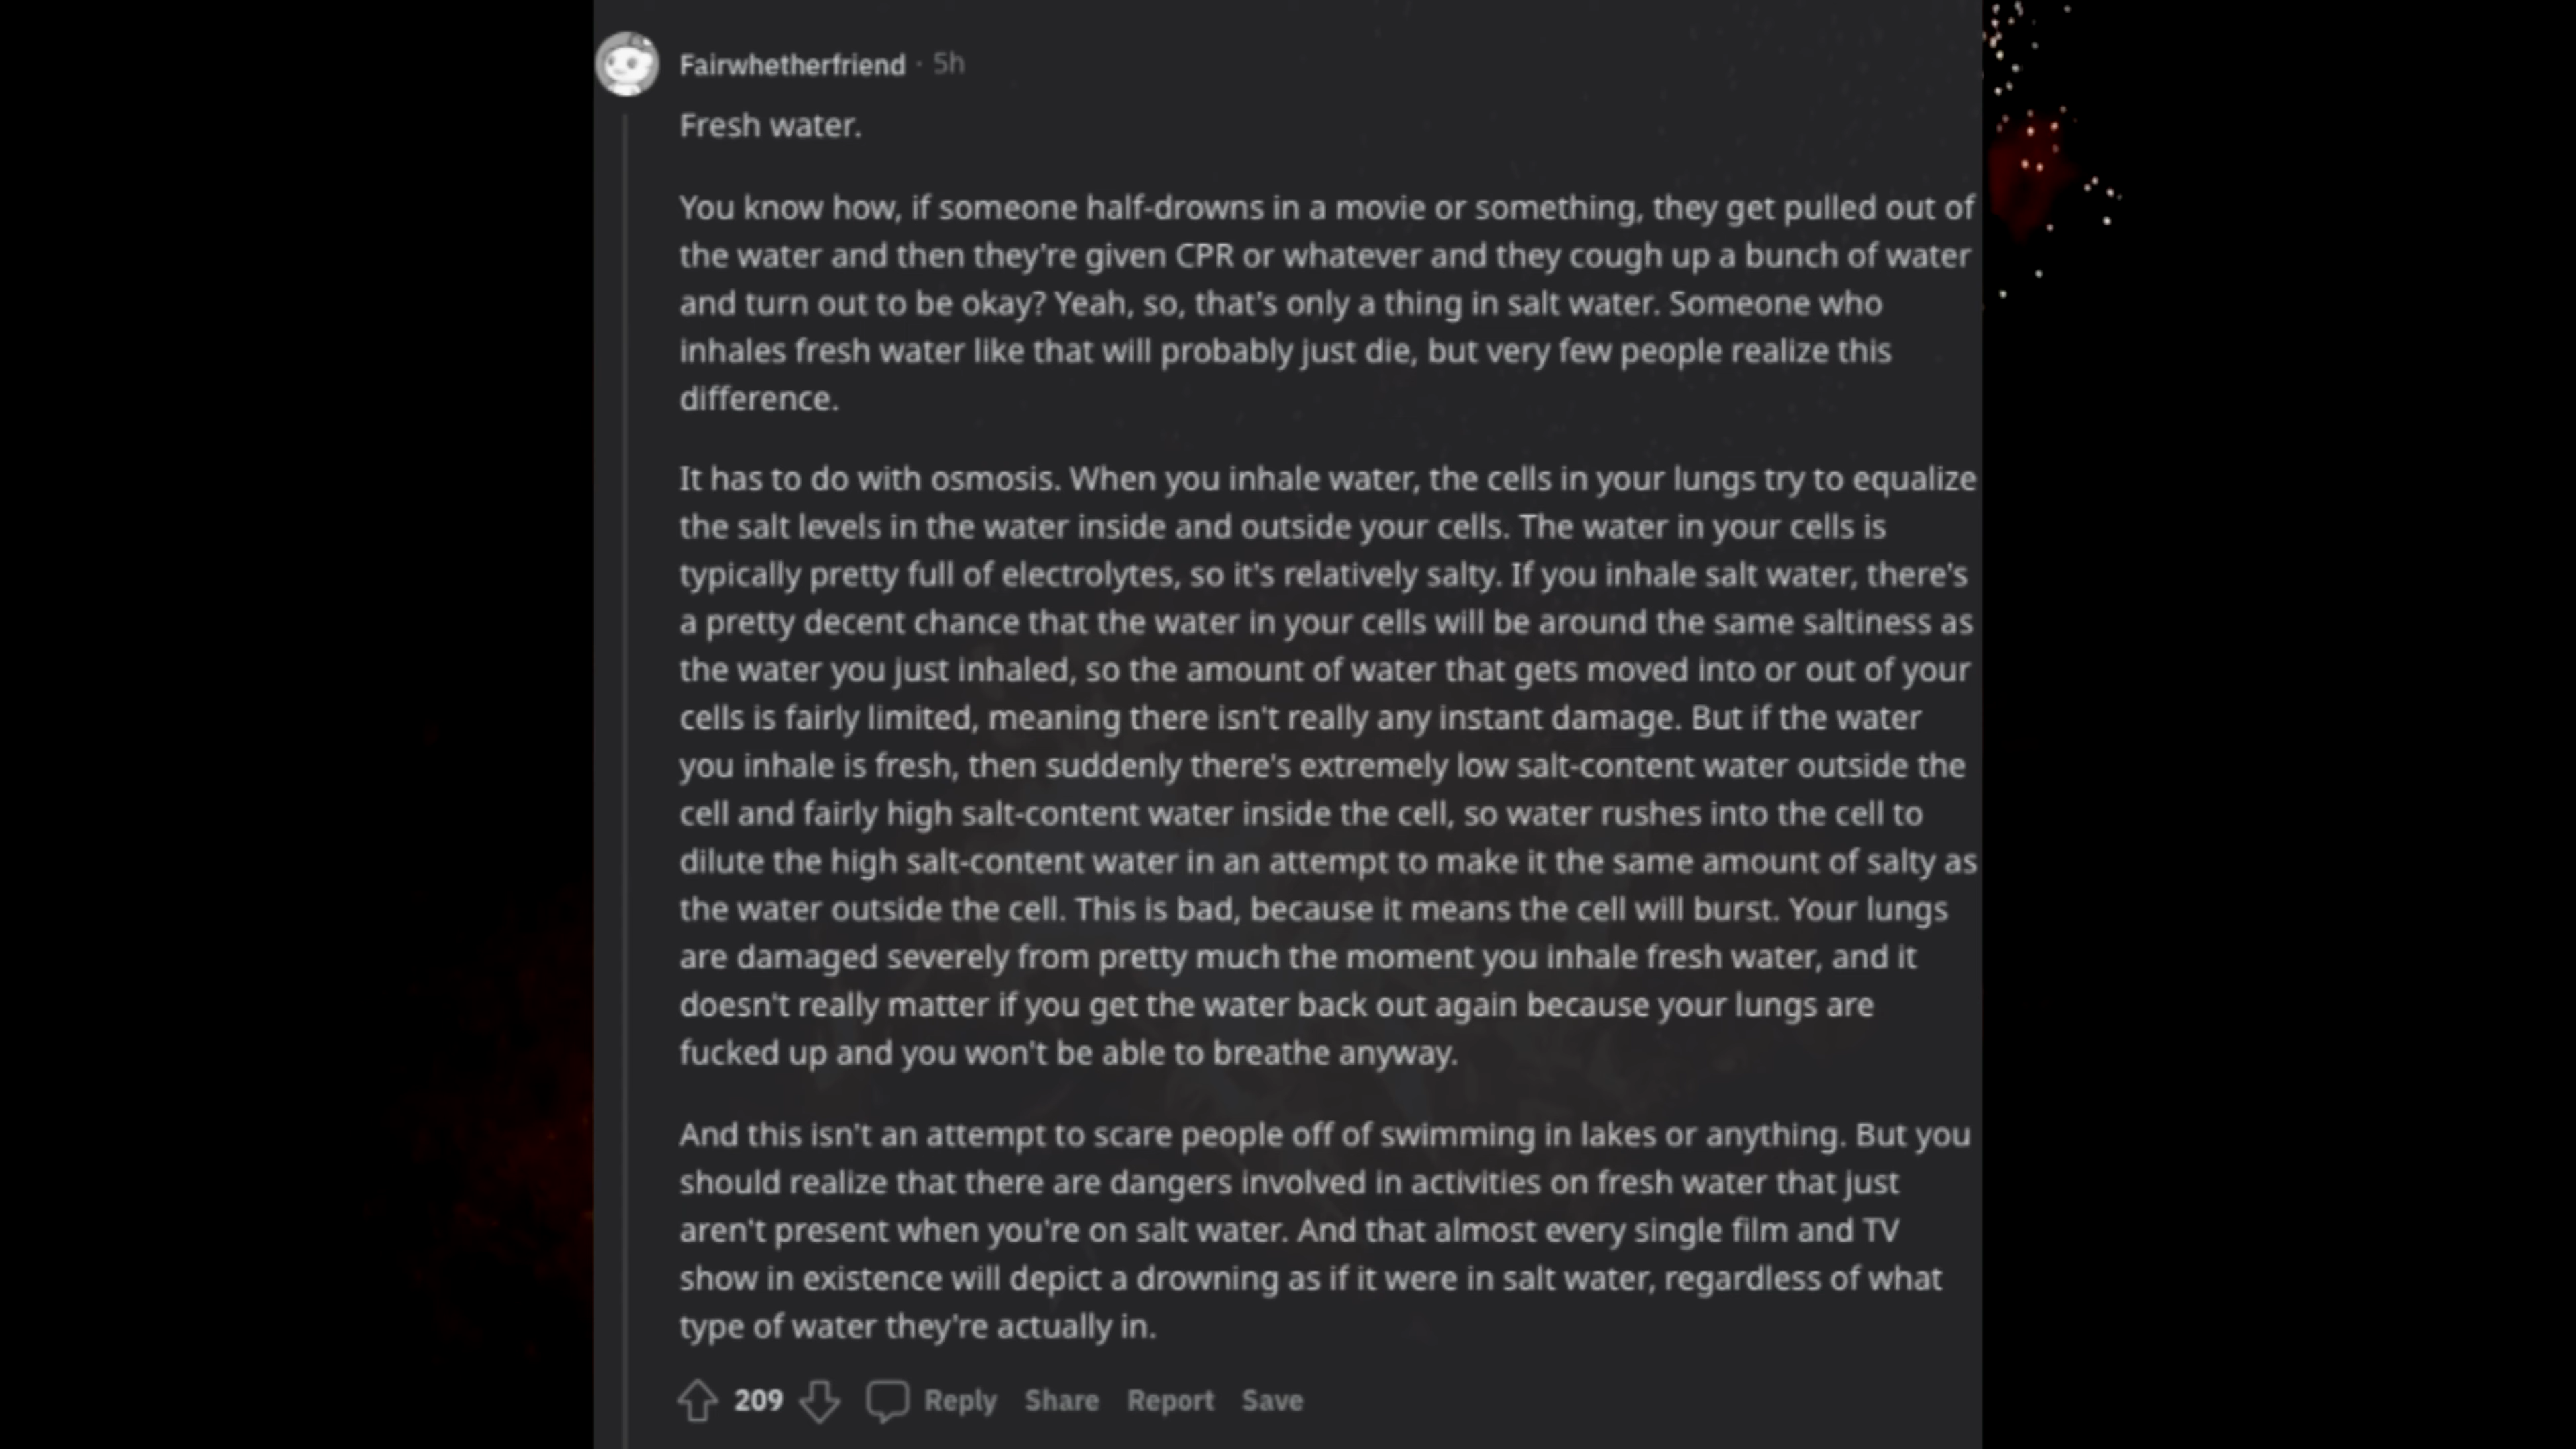 Fairwhetherfriend · 5h
Fresh water.
You know how, if someone half-drowns in a movie or something, they get pulled out of
the water and then they're given CPR or whatever and they cough up a bunch of water
and turn out to be okay? Yeah, so, that's only a thing in salt water. Someone who
inhales fresh water like that will probably just die, but very few people realize this
difference.
It has to do with osmosis. When you inhale water, the cells in your lungs try to equalize
the salt levels in the water inside and outside your cells. The water in your cells is
typically pretty full of electrolytes, so it's relatively salty. If you inhale salt water, there's
a pretty decent chance that the water in your cells will be around the same saltiness as
the water you just inhaled, so the amount of water that gets moved into or out of your
cells is fairly limited, meaning there isn't really any instant damage. But if the water
you inhale is fresh, then suddenly there's extremely low salt-content water outside the
cell and fairly high salt-content water inside the cell, so water rushes into the cell to
dilute the high salt-content water in an attempt to make it the same amount of salty as
the water outside the cell. This is bad, because it means the cell will burst. Your lungs
are damaged severely from pretty much the moment you inhale fresh water, and it
doesn't really matter if you get the water back out again because your lungs are
fucked up and you won't be able to breathe anyway.
And this isn't an attempt to scare people off of swimming in lakes or anything. But you
should realize that there are dangers involved in activities on fresh water that just
aren't present when you're on salt water. And that almost every single film and TV
show in existence will depict a drowning as if it were in salt water, regardless of what
type of water they're actually in.
209 Reply Share Report Save